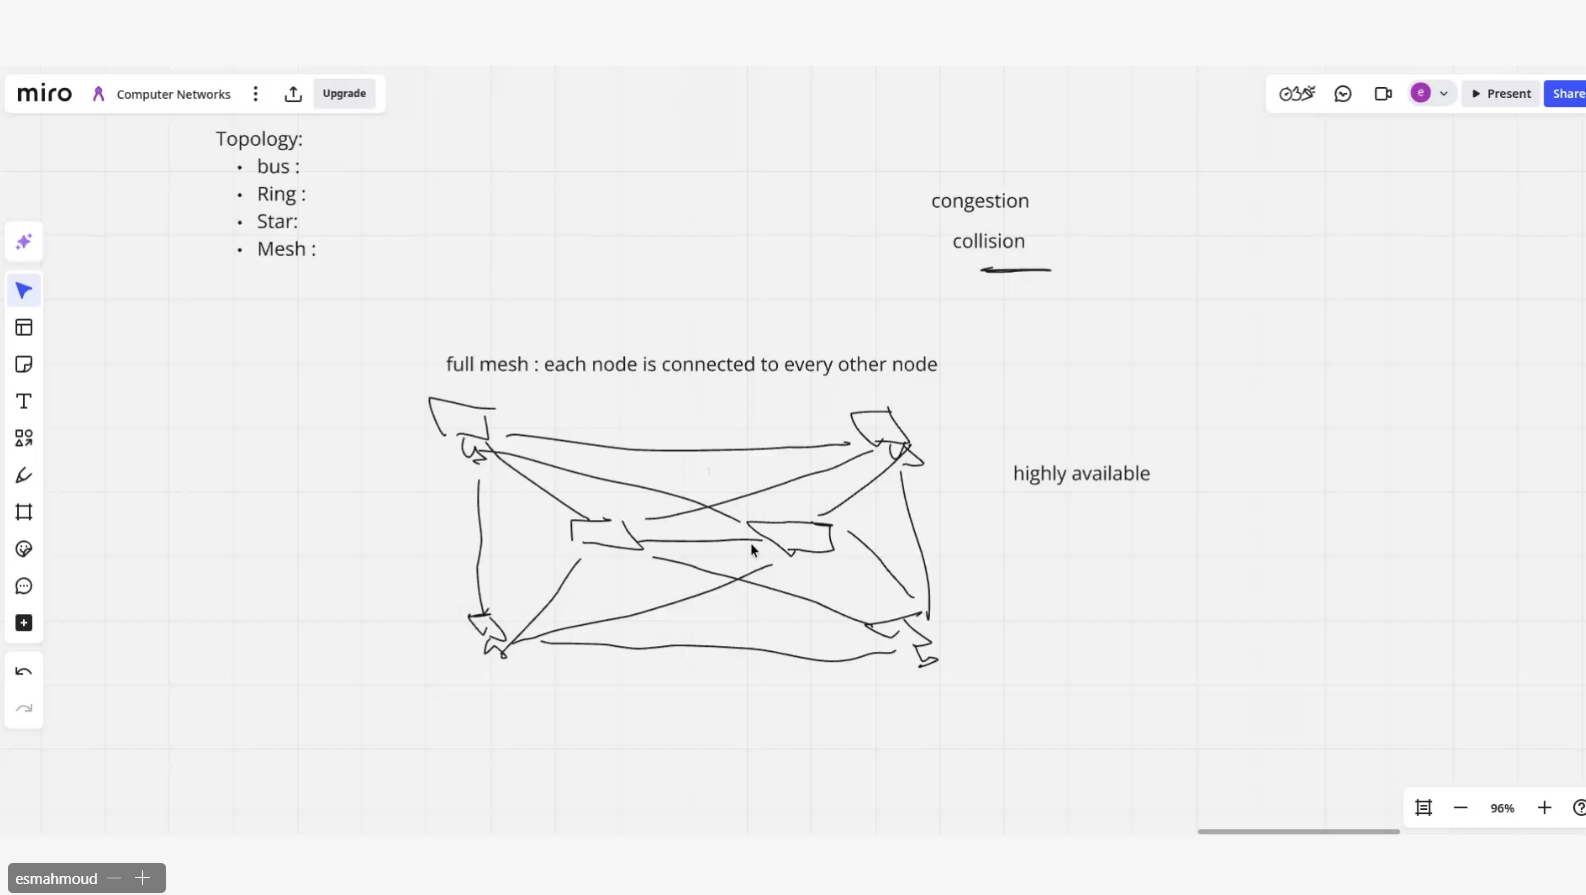 miro
Computer Networks
Upgrade
e
Present
Share
Topology:
• bus :
• Ring :
• Star:
• Mesh :
congestion
collision
full mesh : each node is connected to every other node
highly available
96%
esmahmoud